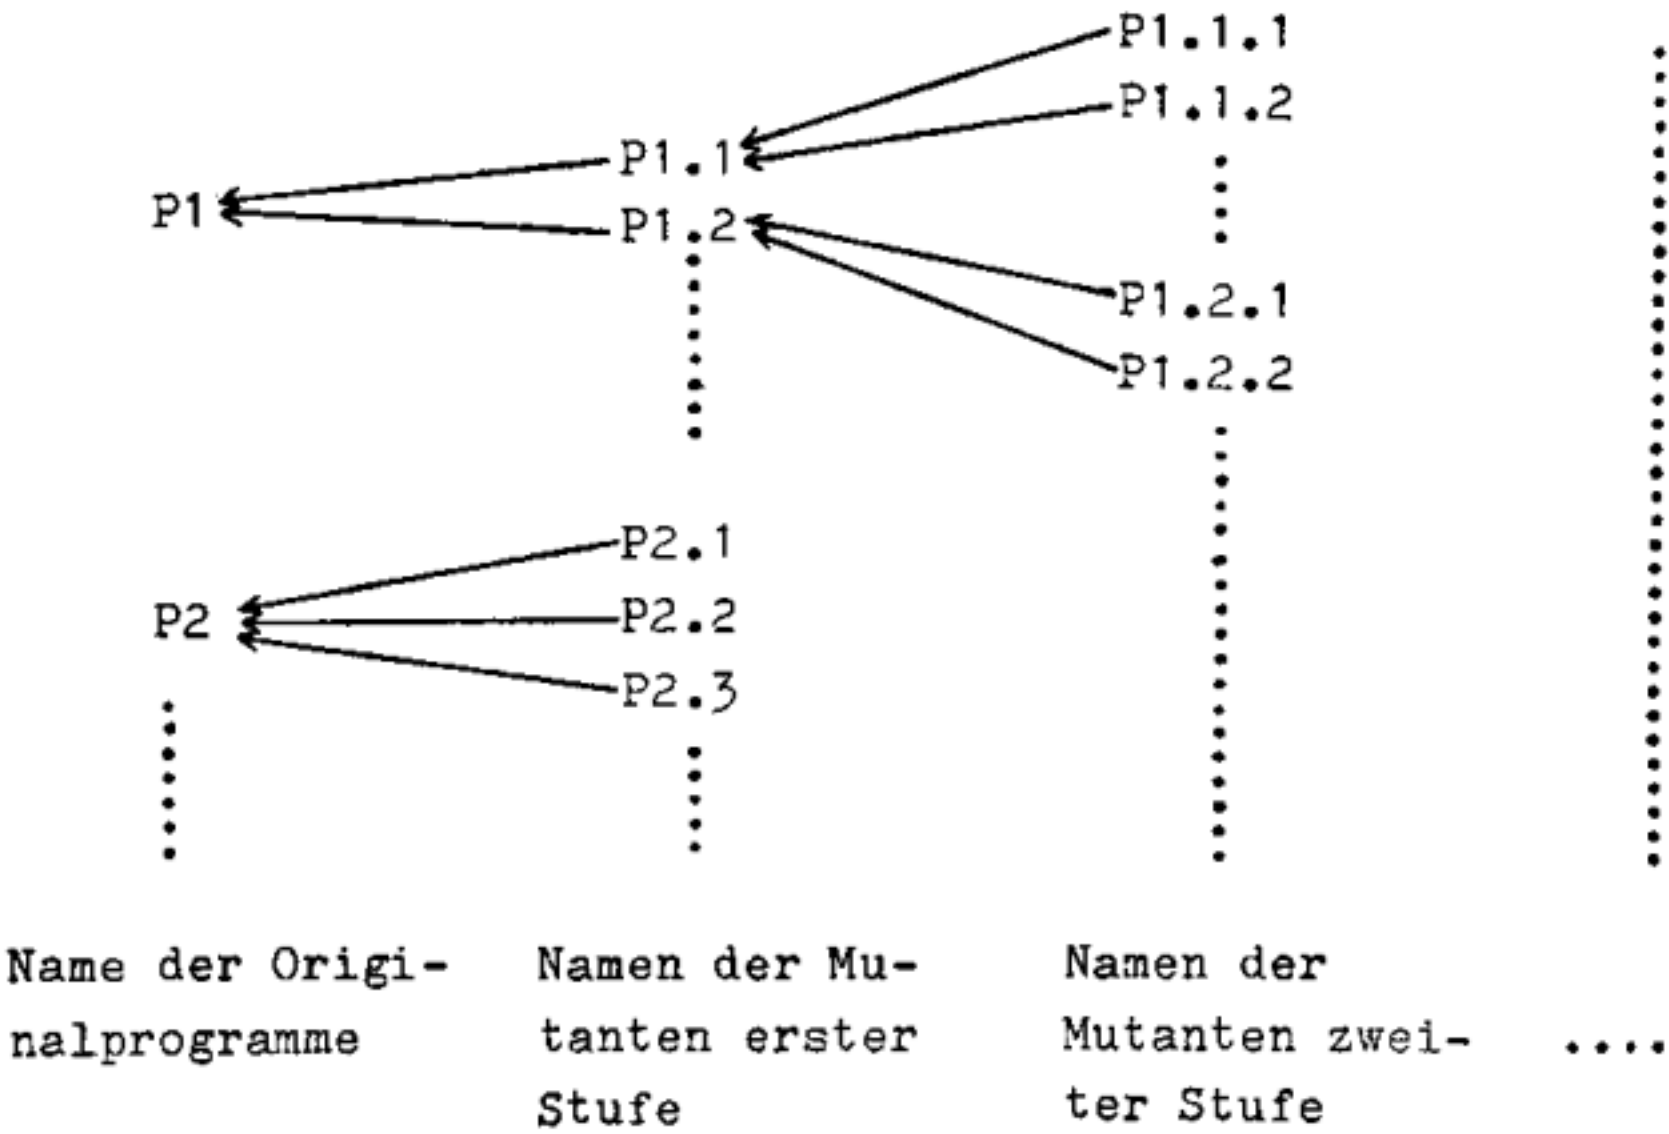 P1.1.1
P1.1.2
P1.1
P1
P1.2
P1.2.1
P1.2.2
P2.1
P2
P2.2
P2.3
Name der Origi-
nalprogramme
Namen der Mu-
tanten erster
Stufe
Namen der
Mutanten zwei-
ter Stufe
....